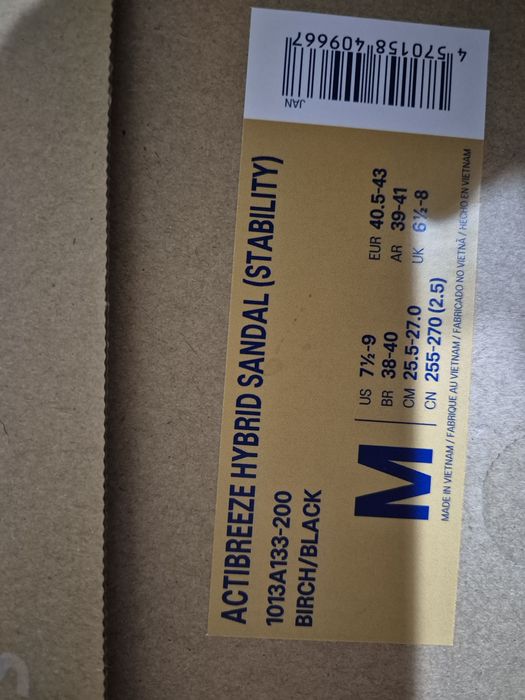 ACTIBREEZE HYBRID SANDAL (STABILITY)
1013A133-200
BIRCH/BLACK
M
US 7½-9
BR 38-40
CM 25.5-27.0
CN 255-270 (2.5)
EUR 40.5-43
AR 39-41
UK 6½-8
MADE IN VIETNAM / FABRIQUE AU VIETNAM / FABRICADO NO VIETNÃ / HECHO EN VIETNAM
JAN
4 570158 409667